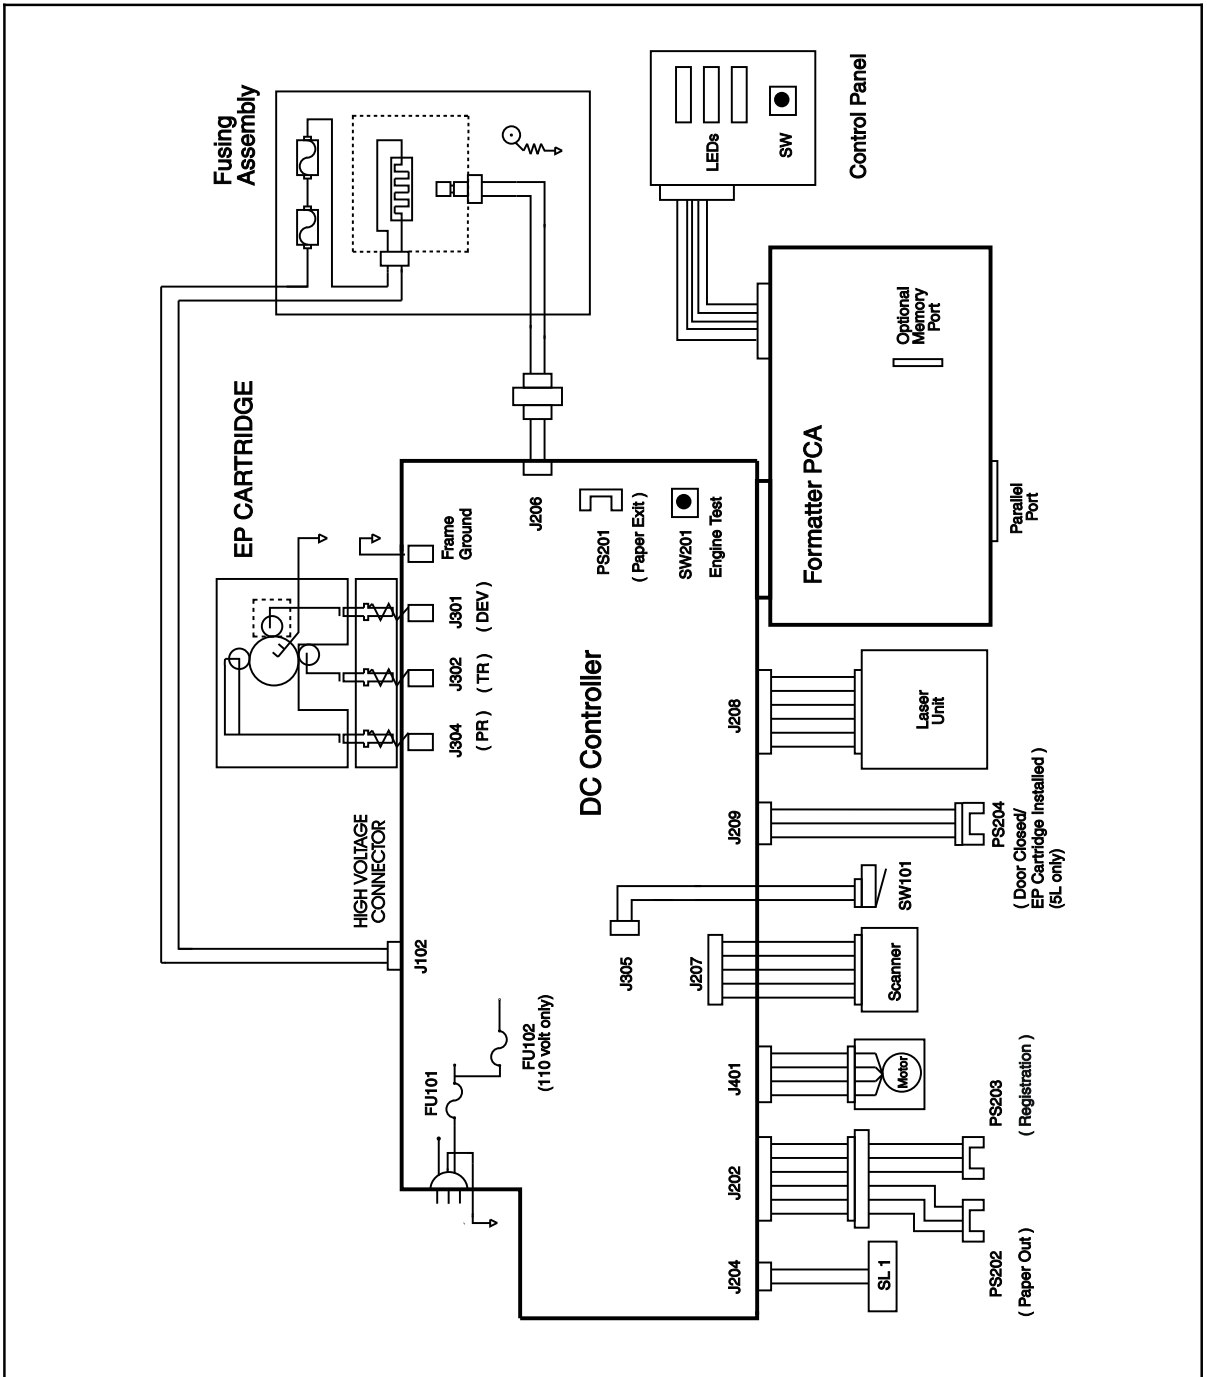 Fusing
Assembly
LEDs
SW
Control Panel
EP CARTRIDGE
Optional
Memory
Port
Formatter PCA
Parallel
Port
J206
PS201
( Paper Exit )
SW201
Engine Test
Frame
Ground
J301
( DEV )
J302
( TR )
J304
( PR )
HIGH VOLTAGE
CONNECTOR
DC Controller
J102
J208
Laser
Unit
J209
PS204
( Door Closed/
EP Cartridge Installed )
(5L only)
SW101
J305
J207
Scanner
FU101
FU102
(110 volt only)
J401
Motor
J202
PS203
( Registration )
J204
SL 1
PS202
( Paper Out )